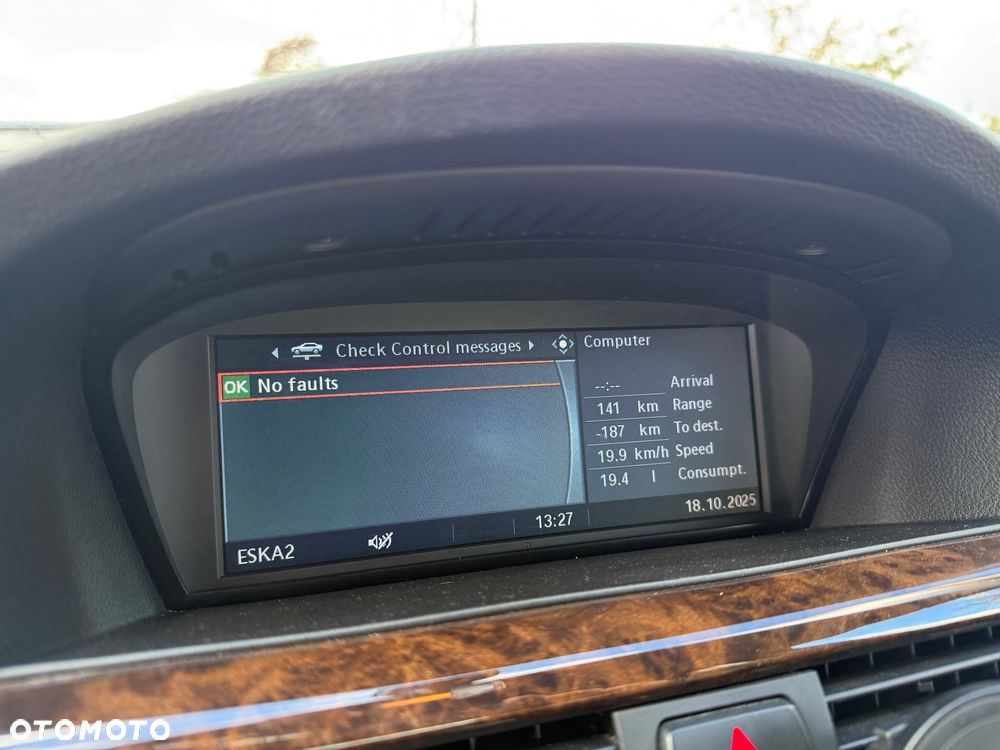 Check Control messages
OK No faults
Computer
--:-- Arrival
141 km Range
-187 km To dest.
19.9 km/h Speed
19.4 l Consumpt.
18.10.2025
13:27
ESKA2
OTOMOTO